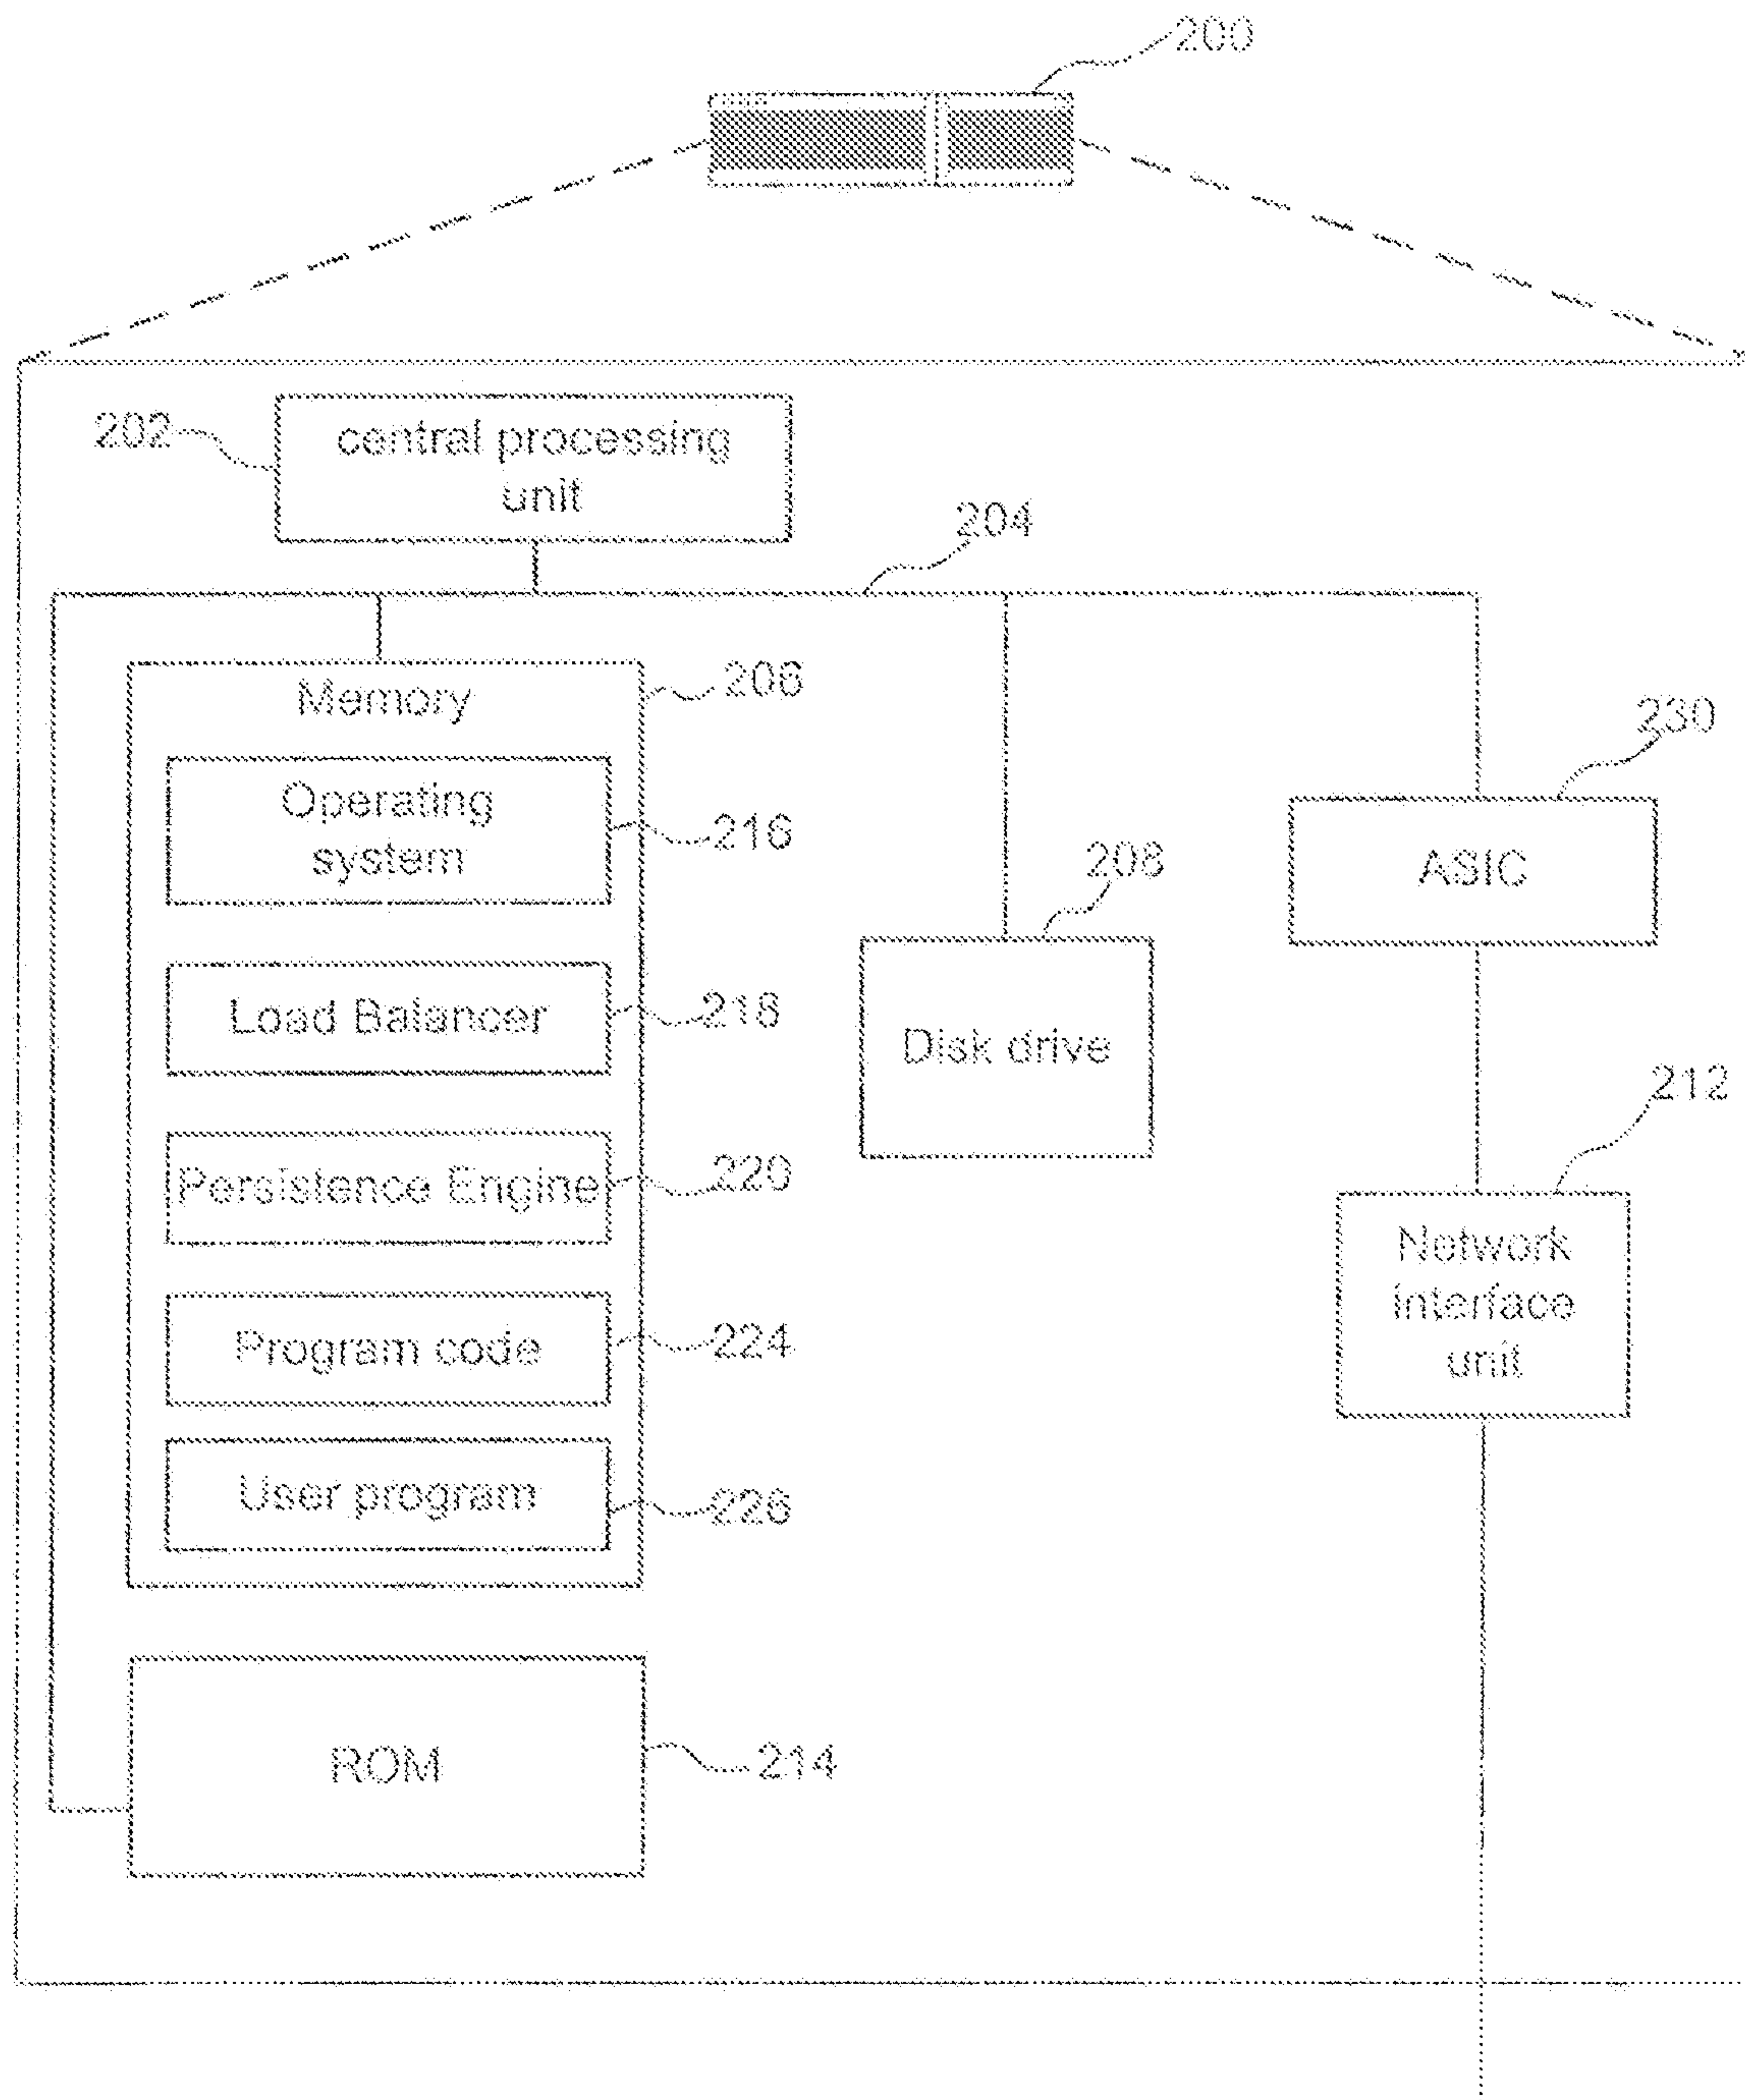 200
202
central processing
unit
204
Memory
206
Operating
system
216
230
ASIC
208
Disk drive
Load Balancer
218
212
Network
interface
unit
Persistence Engine
220
Program code
224
User program
226
ROM
214